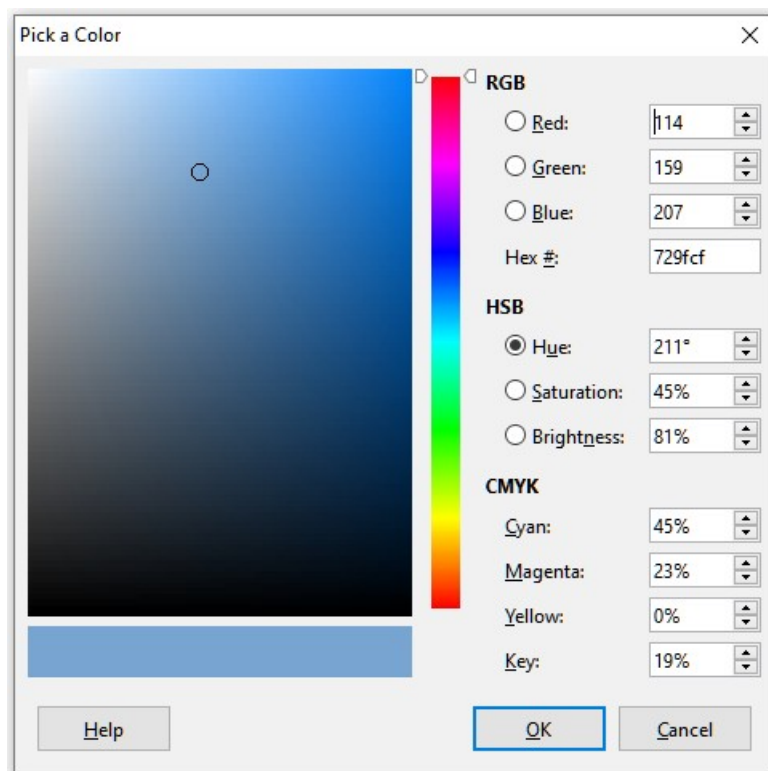 Pick a Color
RGB
Red: 114
Green: 159
Blue: 207
Hex #: 729fcf
HSB
Hue: 211°
Saturation: 45%
Brightness: 81%
CMYK
Cyan: 45%
Magenta: 23%
Yellow: 0%
Key: 19%
Help OK Cancel